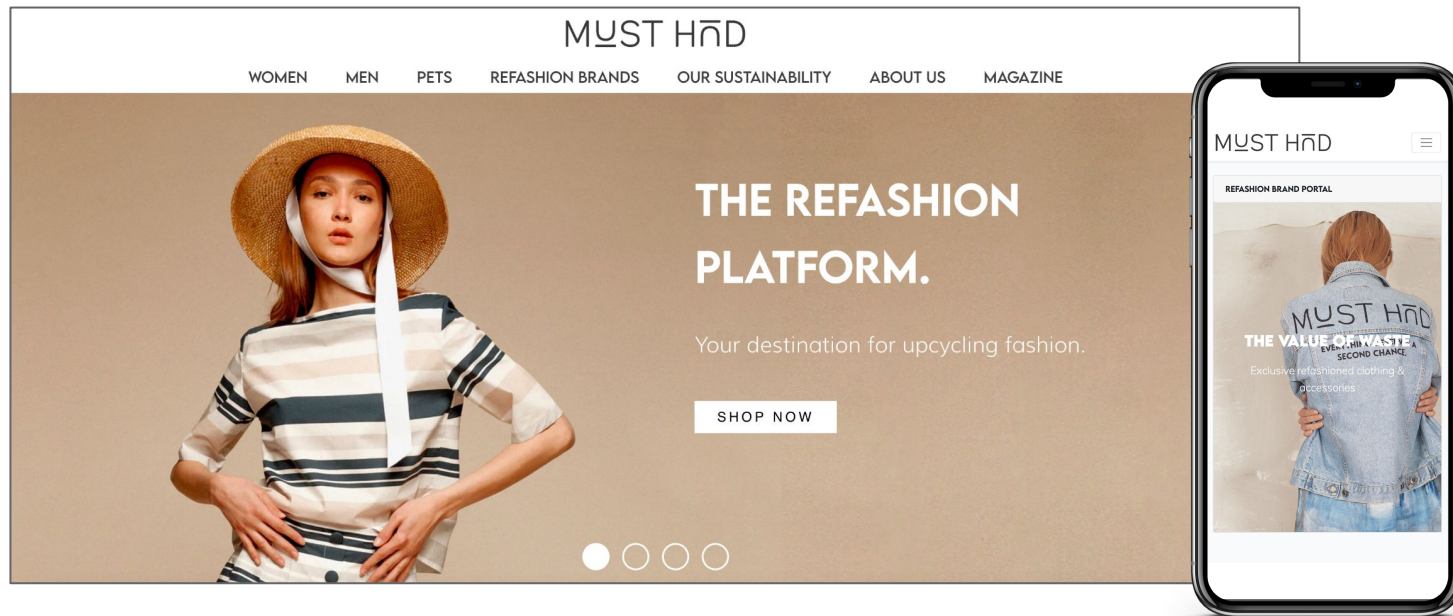 MUST HAD
WOMEN MEN PETS REFASHION BRANDS OUR SUSTAINABILITY ABOUT US MAGAZINE
THE REFASHION
PLATFORM.
Your destination for upcycling fashion.
SHOP NOW
MUST HAD
REFASHION BRAND PORTAL
MUST HAD
THE VALUE OF WASTE
SECOND CHANCE.
Exclusive refashioned clothing &
accessories